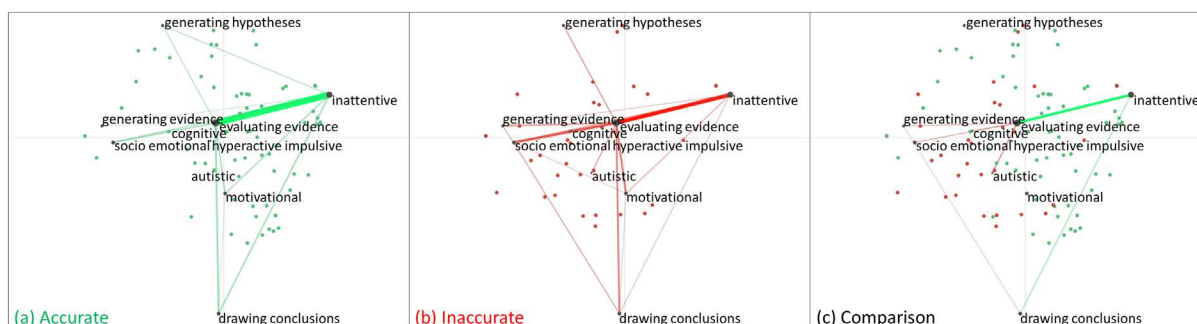 generating hypotheses
inattentive
generating evidence
evaluating evidence
cognitive
socio emotional hyperactive impulsive
autistic
motivational
drawing conclusions
(a) Accurate
generating hypotheses
inattentive
generating evidence
evaluating evidence
cognitive
socio emotional hyperactive impulsive
autistic
motivational
drawing conclusions
(b) Inaccurate
generating hypotheses
inattentive
generating evidence
evaluating evidence
cognitive
socio emotional hyperactive impulsive
autistic
motivational
drawing conclusions
(c) Comparison